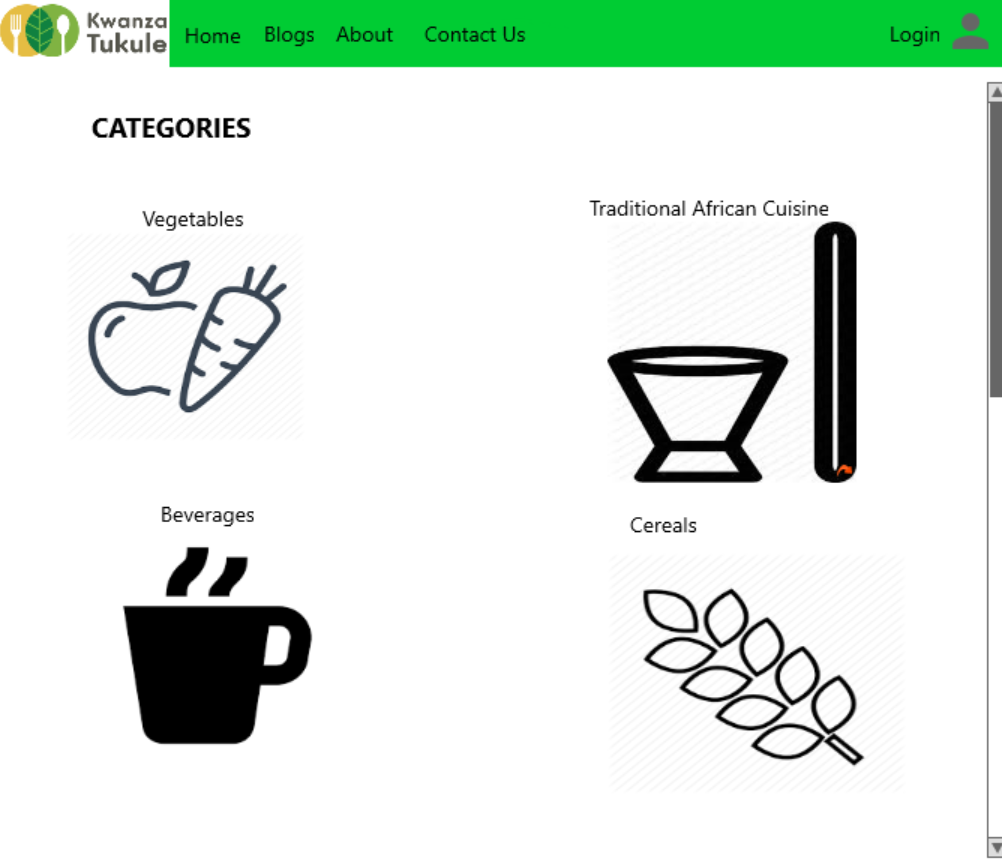 Kwanza
Tukule
Home Blogs About Contact Us Login
CATEGORIES
Vegetables
Traditional African Cuisine
Beverages
Cereals